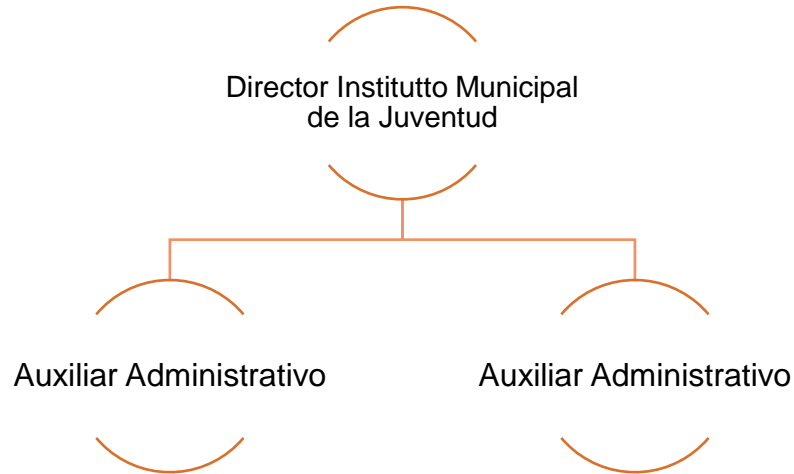 Director Institutto Municipal
de la Juventud
Auxiliar Administrativo
Auxiliar Administrativo